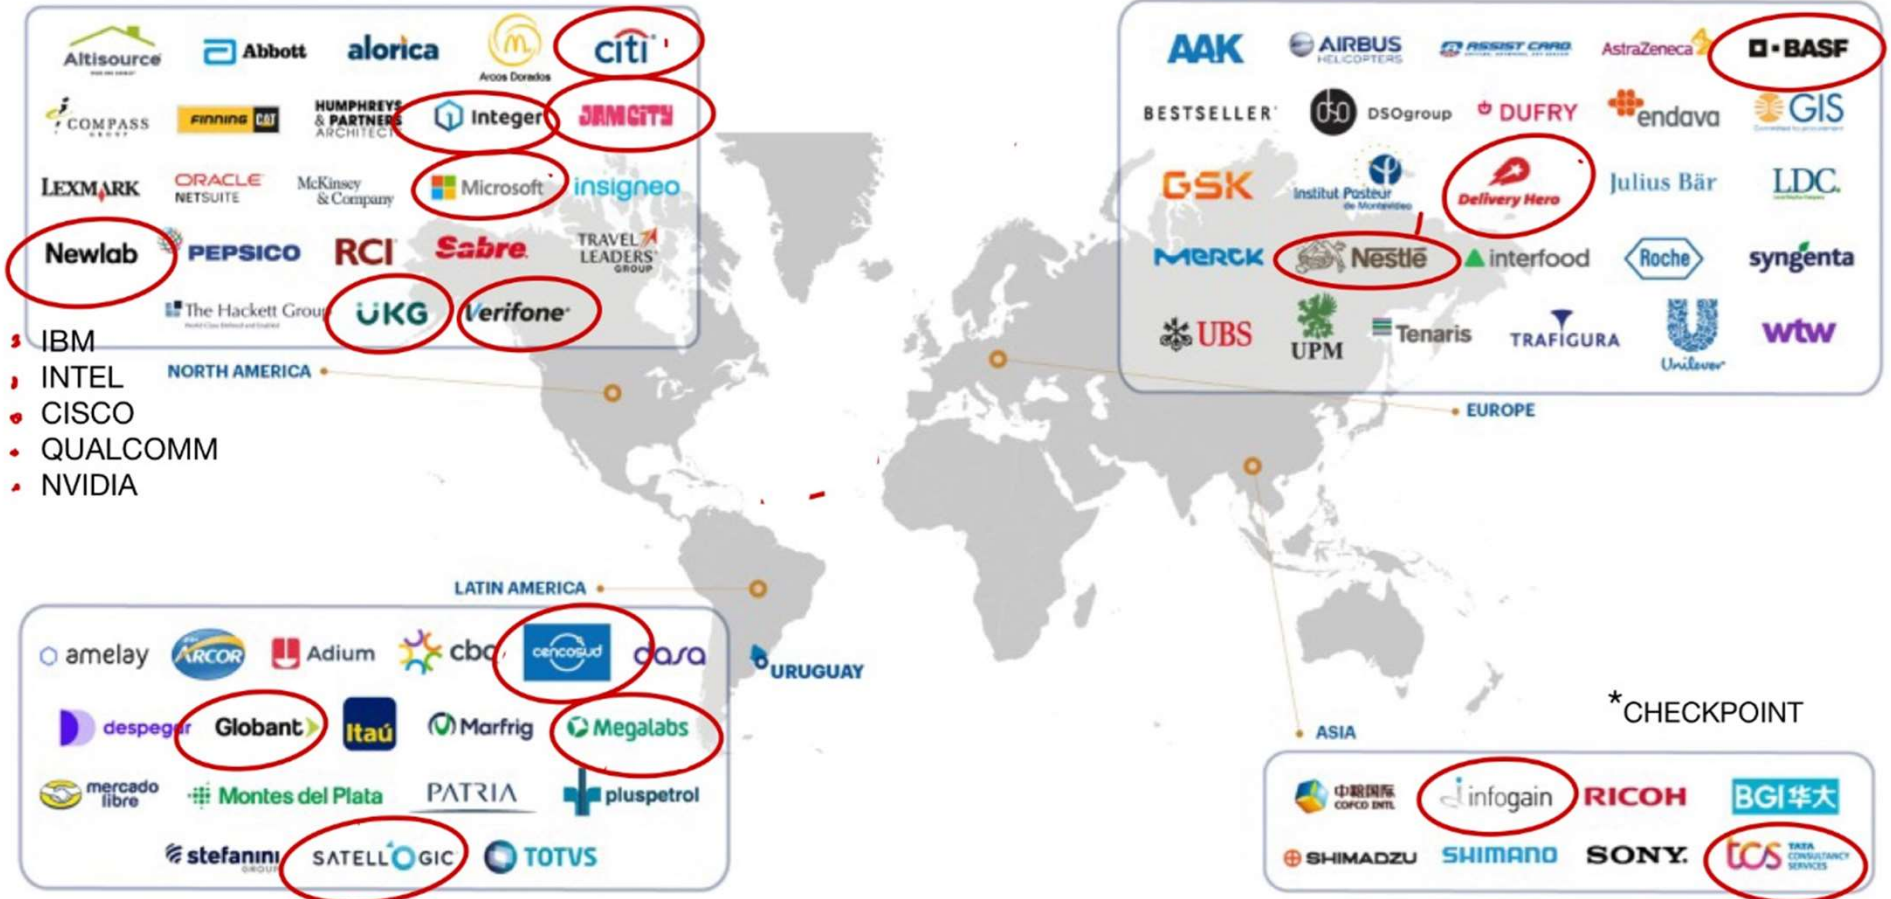 Altisource
Abbott
alorica
Arcos Dorados
citi
COMPASS
GROUP
FINNING CAT
HUMPHREYS
& PARTNERS
ARCHITECT
Integer
JAMCITY
LEXMARK
ORACLE
NETSUITE
McKinsey
& Company
Microsoft
insigneo
Newlab
PEPSICO
RCI
Sabre
TRAVEL
LEADERS
GROUP
The Hackett Group
UKG
Verifone
IBM
INTEL
CISCO
QUALCOMM
NVIDIA
NORTH AMERICA
AAK
AIRBUS
HELICOPTERS
ASSIST CARD
AstraZeneca
BASF
BESTSELLER
DSO DSOgroup
DUFRY
endava
GIS
GSK
Institut Pasteur
de Montevideo
Delivery Hero
Julius Bär
LDC.
MERCK
Nestlé
interfood
Roche
syngenta
UBS
UPM
Tenaris
TRAFIGURA
Unilever
wtw
EUROPE
LATIN AMERICA
amelay
ARCOR
Adium
cbc
cencosud
dasa
despegar
Globant
Itaú
Marfrig
Megalabs
mercado
libre
Montes del Plata
PATRIA
pluspetrol
stefanini
GROUP
SATELLOGIC
TOTVS
URUGUAY
*CHECKPOINT
ASIA
中粮国际
COFCO INTL
infogain
RICOH
BGI华大
SHIMADZU
SHIMANO
SONY.
tcs TATA
CONSULTANCY
SERVICES